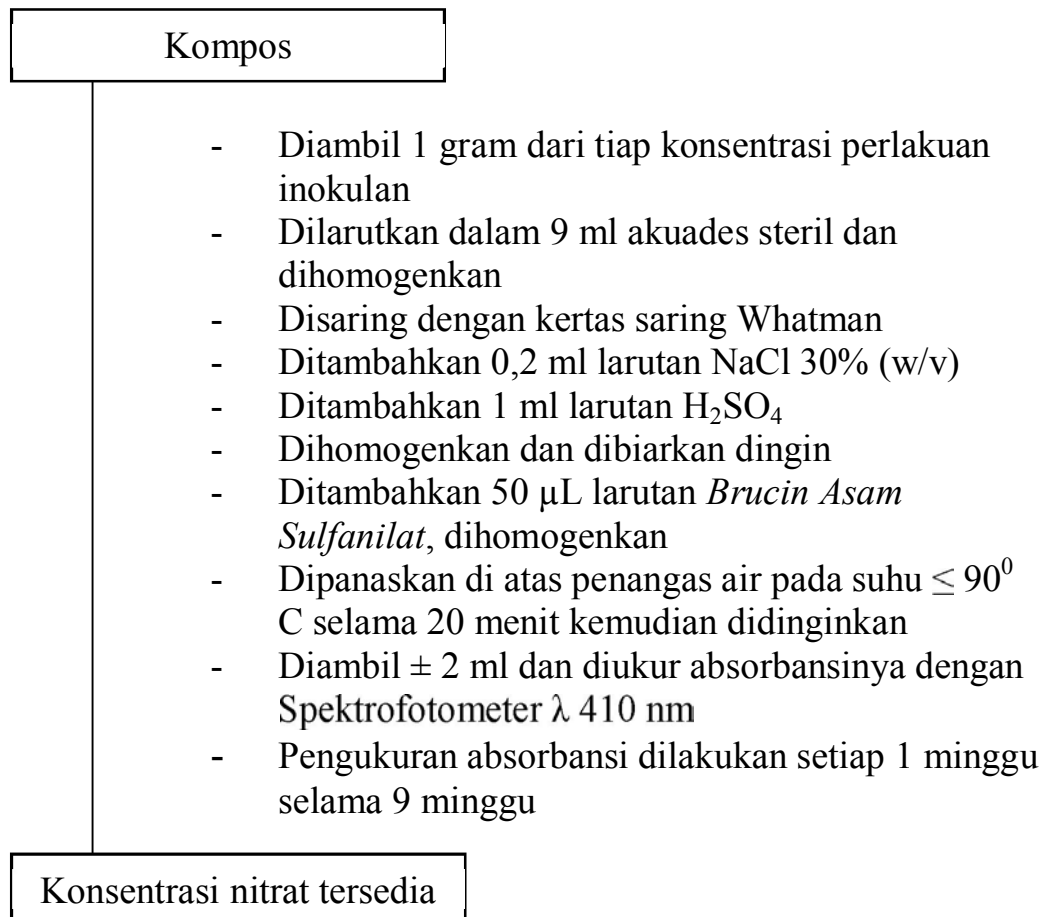 Kompos
- Diambil 1 gram dari tiap konsentrasi perlakuan
inokulan
- Dilarutkan dalam 9 ml akuades steril dan
dihomogenkan
- Disaring dengan kertas saring Whatman
- Ditambahkan 0,2 ml larutan NaCl 30% (w/v)
- Ditambahkan 1 ml larutan H₂SO₄
- Dihomogenkan dan dibiarkan dingin
- Ditambahkan 50 µL larutan Brucin Asam
Sulfanilat, dihomogenkan
- Dipanaskan di atas penangas air pada suhu ≤ 90⁰
C selama 20 menit kemudian didinginkan
- Diambil ± 2 ml dan diukur absorbansinya dengan
Spektrofotometer λ 410 nm
- Pengukuran absorbansi dilakukan setiap 1 minggu
selama 9 minggu
Konsentrasi nitrat tersedia